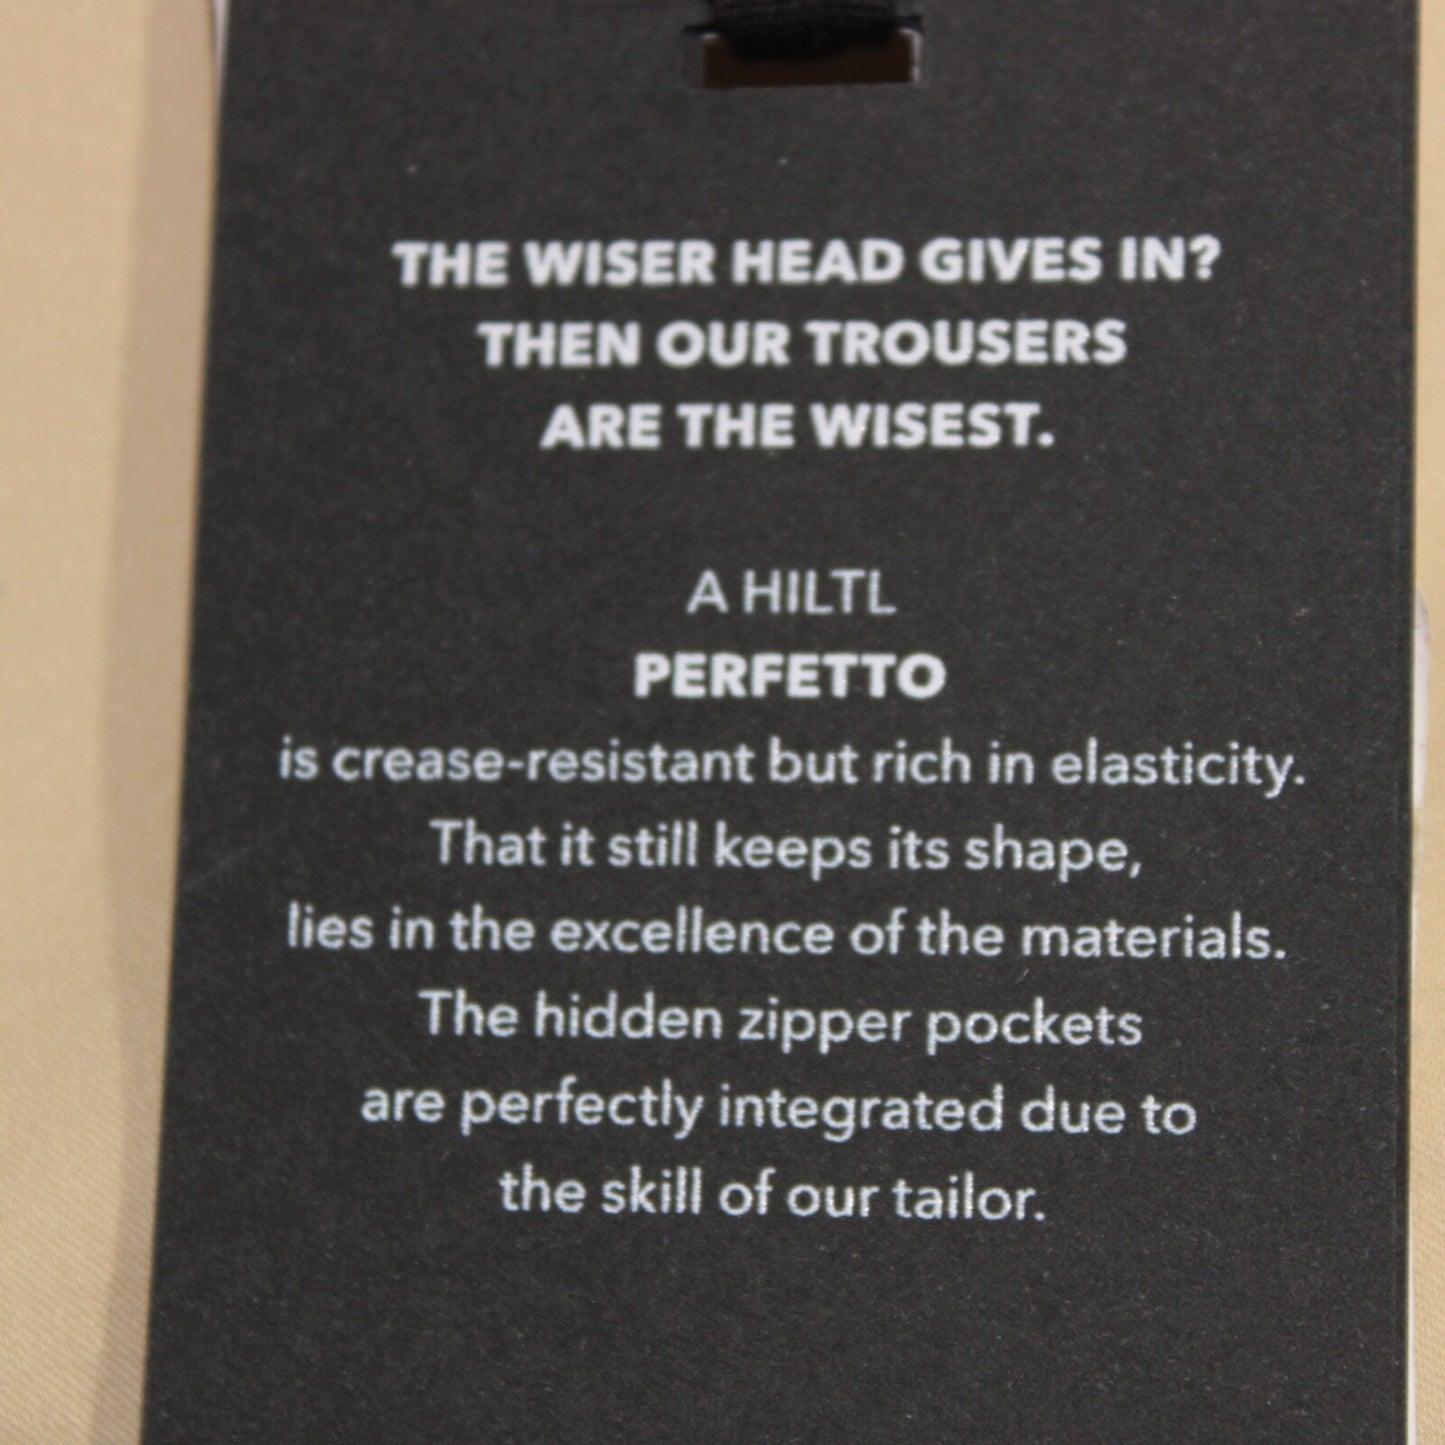 THE WISER HEAD GIVES IN?
THEN OUR TROUSERS
ARE THE WISEST.
A HILTL
PERFETTO
is crease-resistant but rich in elasticity.
That it still keeps its shape,
lies in the excellence of the materials.
The hidden zipper pockets
are perfectly integrated due to
the skill of our tailor.